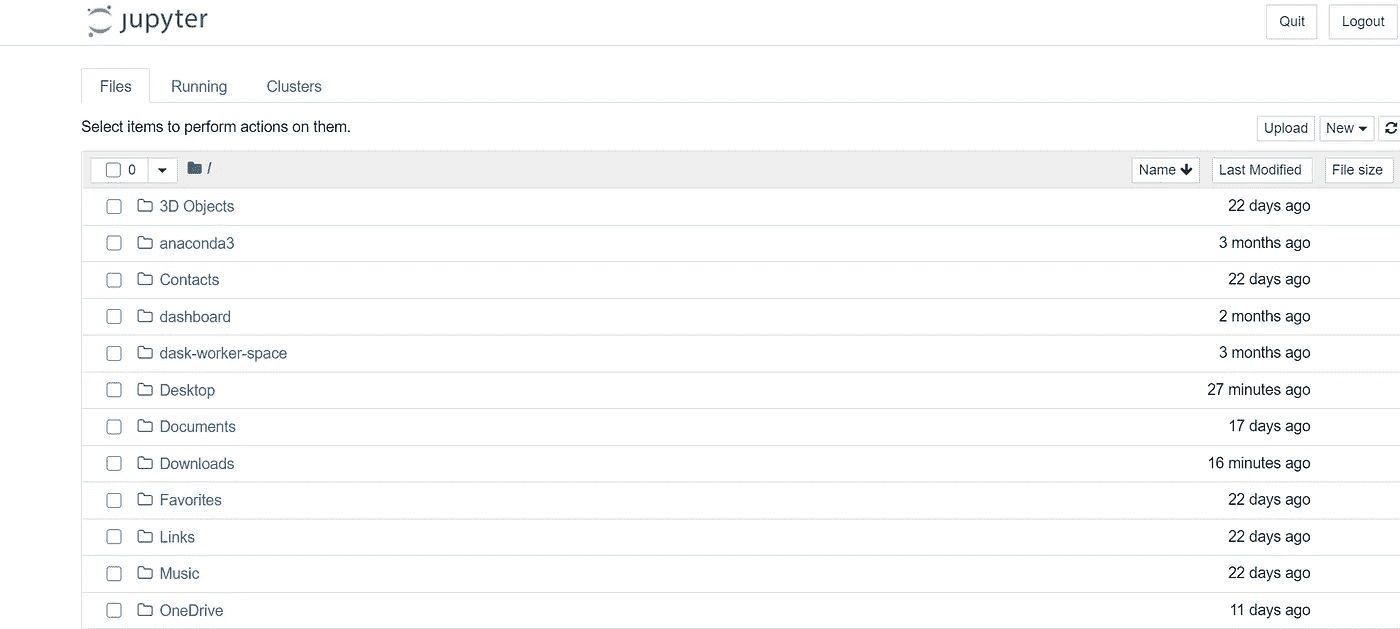 jupyter Quit Logout
Files Running Clusters
Select items to perform actions on them. Upload New
0 / Name Last Modified File size
3D Objects 22 days ago
anaconda3 3 months ago
Contacts 22 days ago
dashboard 2 months ago
dask-worker-space 3 months ago
Desktop 27 minutes ago
Documents 17 days ago
Downloads 16 minutes ago
Favorites 22 days ago
Links 22 days ago
Music 22 days ago
OneDrive 11 days ago